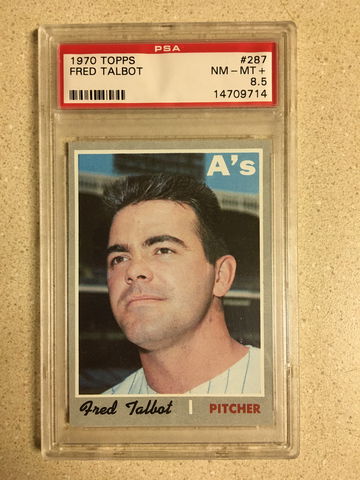 PSA
1970 TOPPS #287
FRED TALBOT NM - MT +
8.5
14709714
A's
Fred Talbot | PITCHER